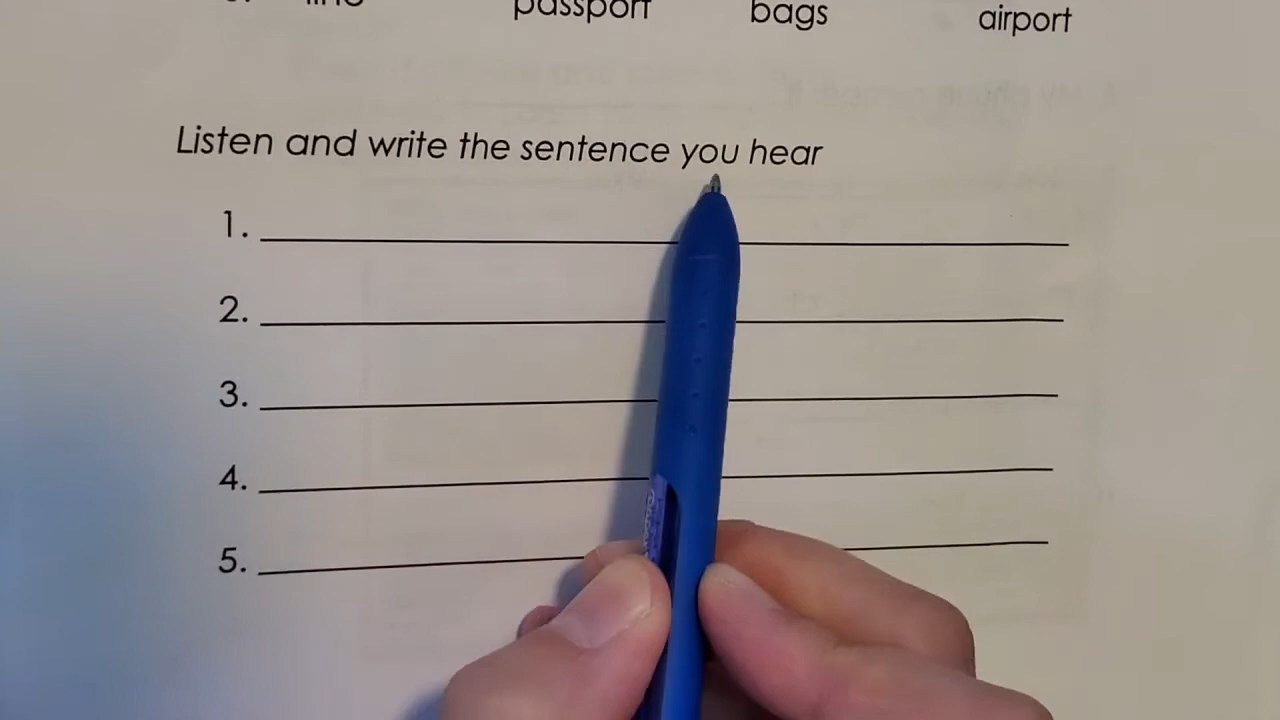 passport bags airport
Listen and write the sentence you hear
1.
2.
3.
4.
5.